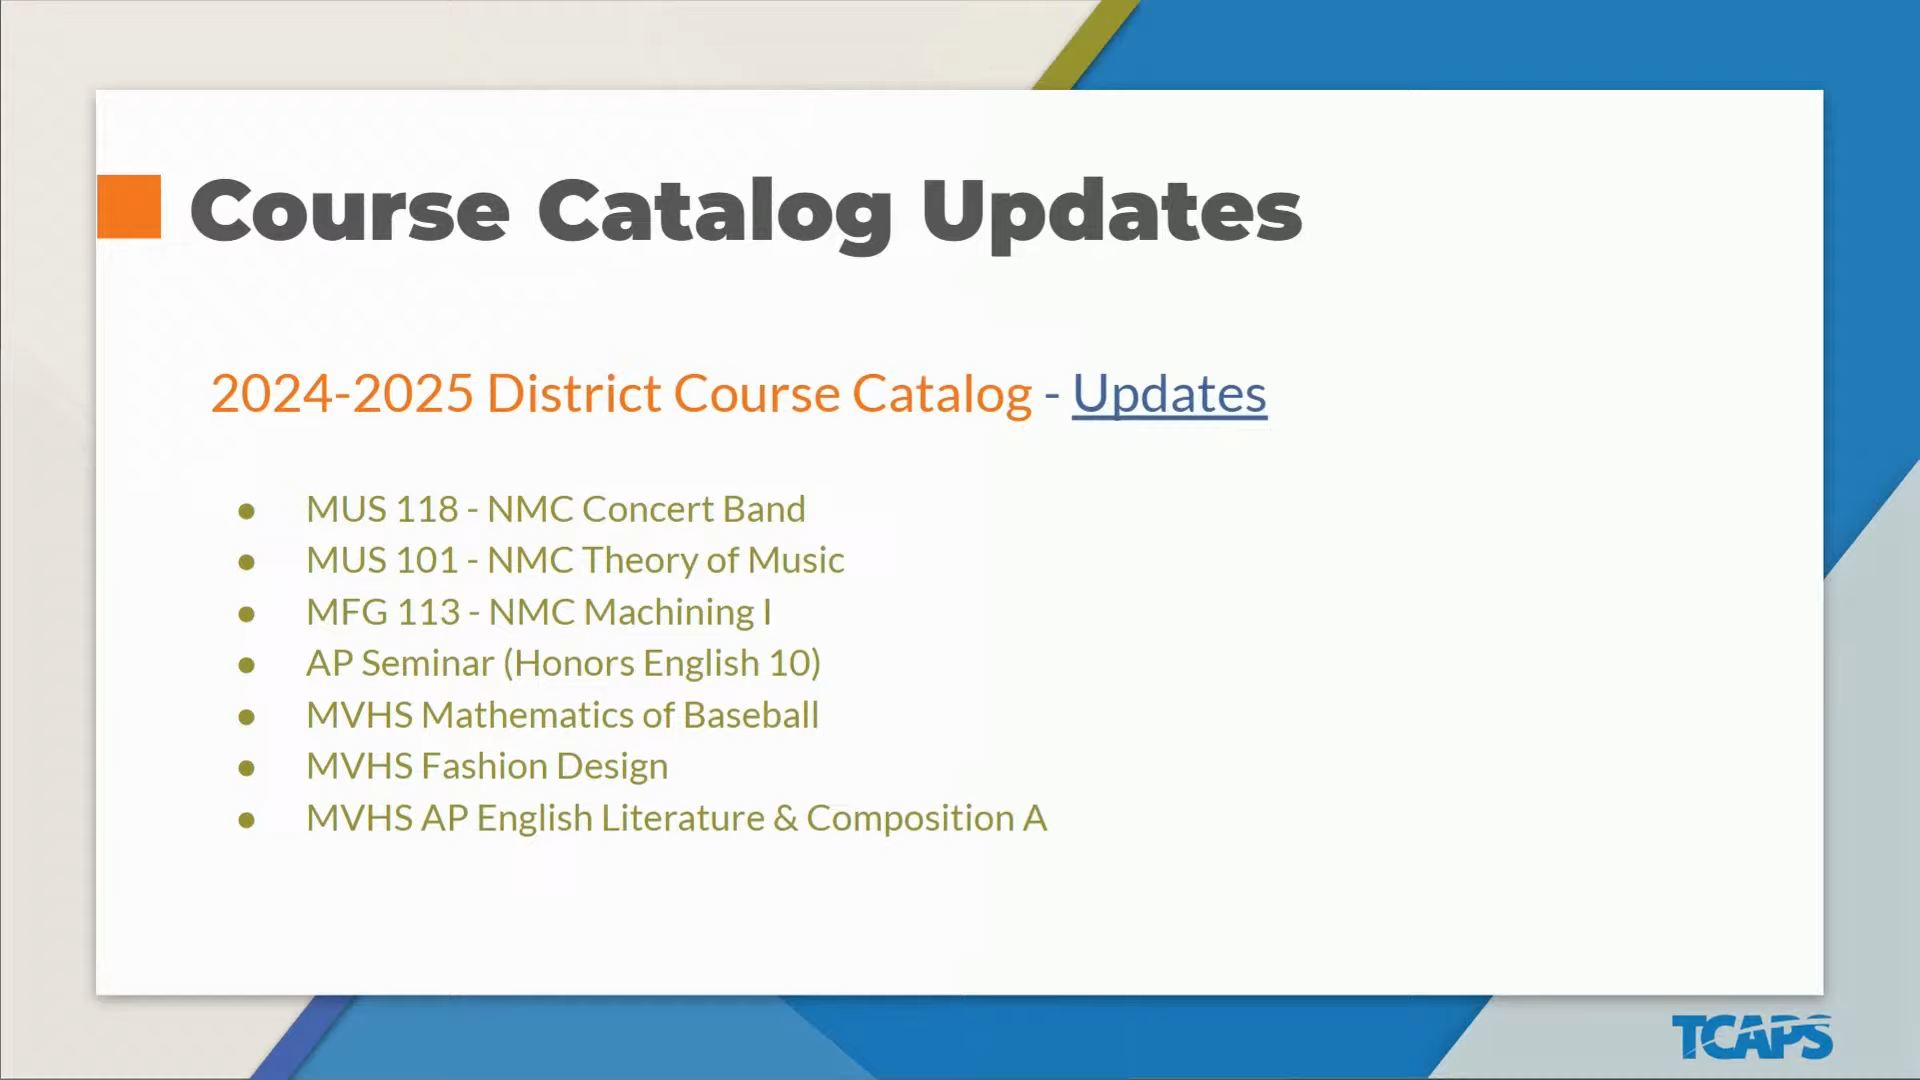 Course Catalog Updates
2024-2025 District Course Catalog - Updates
● MUS 118 - NMC Concert Band
● MUS 101 - NMC Theory of Music
● MFG 113 - NMC Machining I
● AP Seminar (Honors English 10)
● MVHS Mathematics of Baseball
● MVHS Fashion Design
● MVHS AP English Literature & Composition A
TCAPS